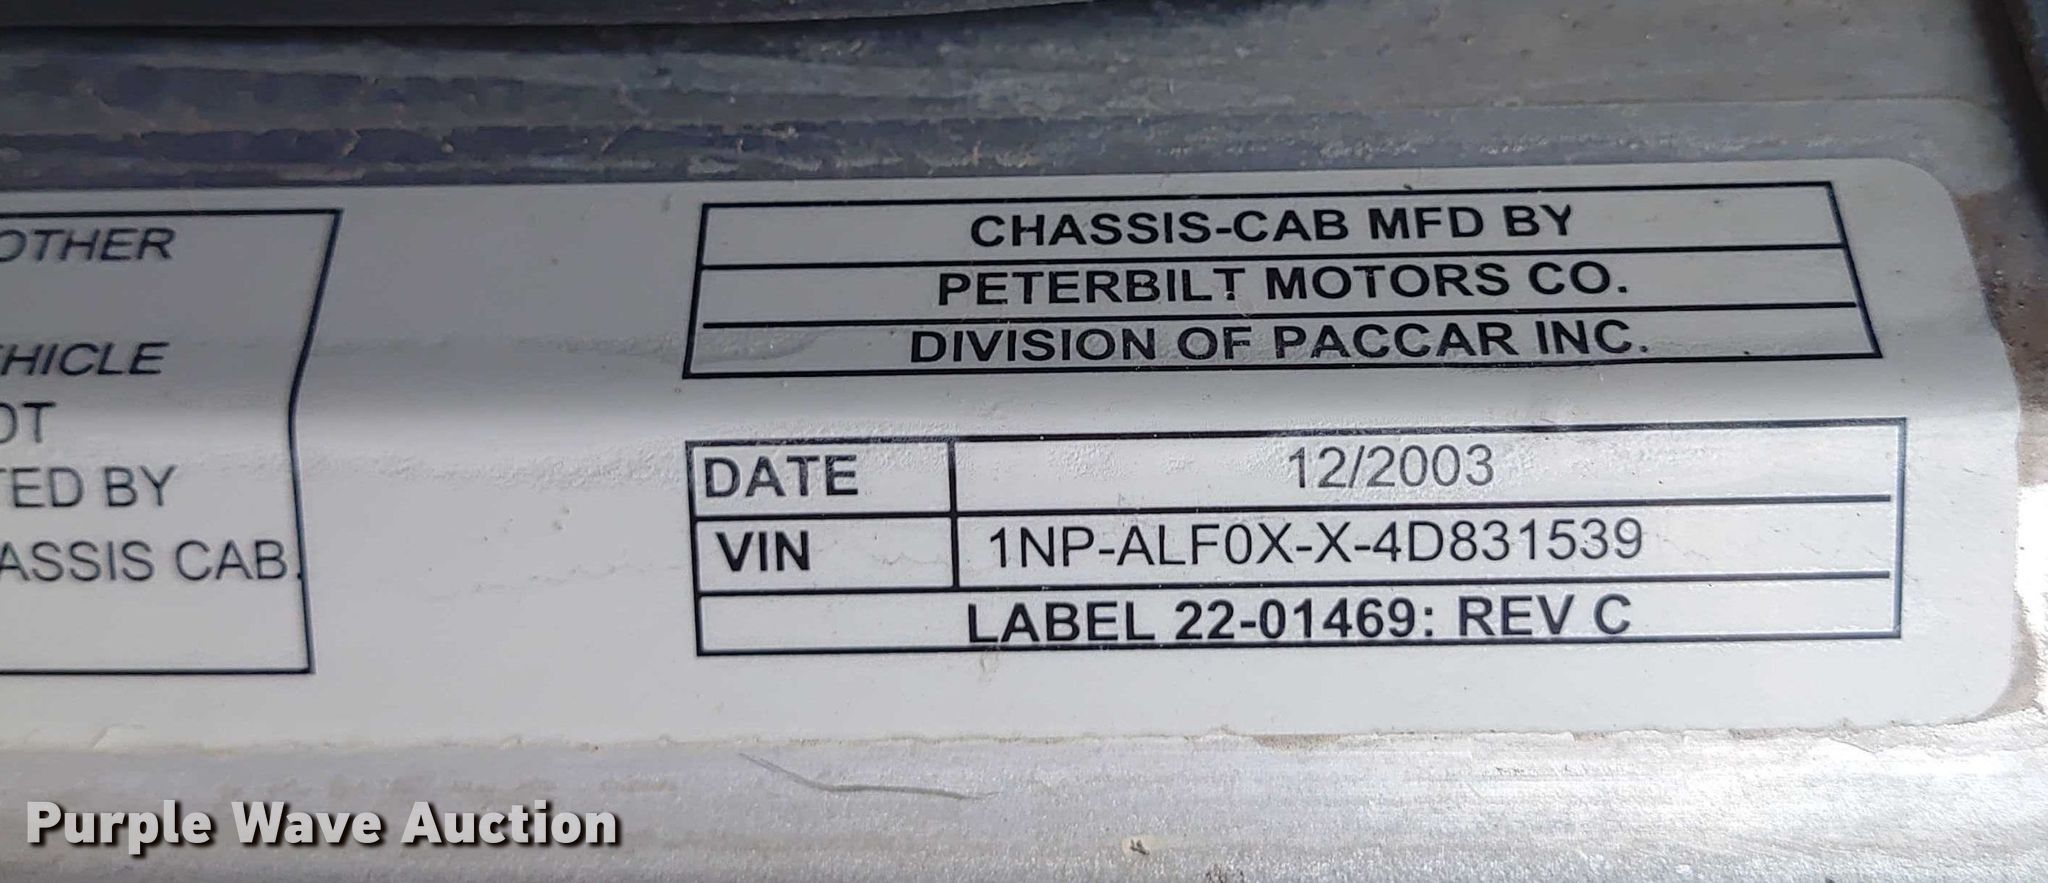 OTHER
HICLE
OT
TED BY
ASSIS CAB.
CHASSIS-CAB MFD BY
PETERBILT MOTORS CO.
DIVISION OF PACCAR INC.
DATE 12/2003
VIN 1NP-ALF0X-X-4D831539
LABEL 22-01469: REV C
Purple Wave Auction